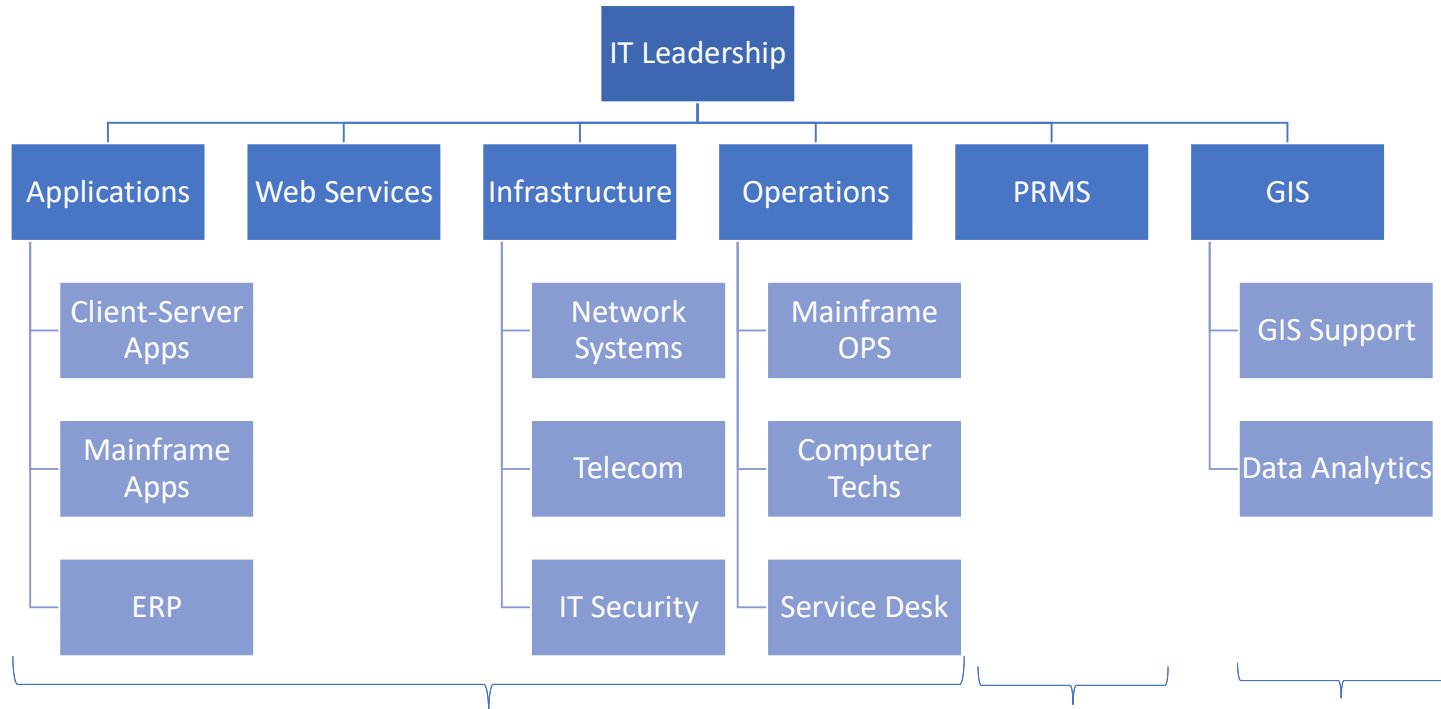 IT Leadership
Applications
Web Services
Infrastructure
Operations
PRMS
GIS
Client-Server
Apps
Network
Systems
Mainframe
OPS
GIS Support
Mainframe
Apps
Telecom
Computer
Techs
Data Analytics
ERP
IT Security
Service Desk